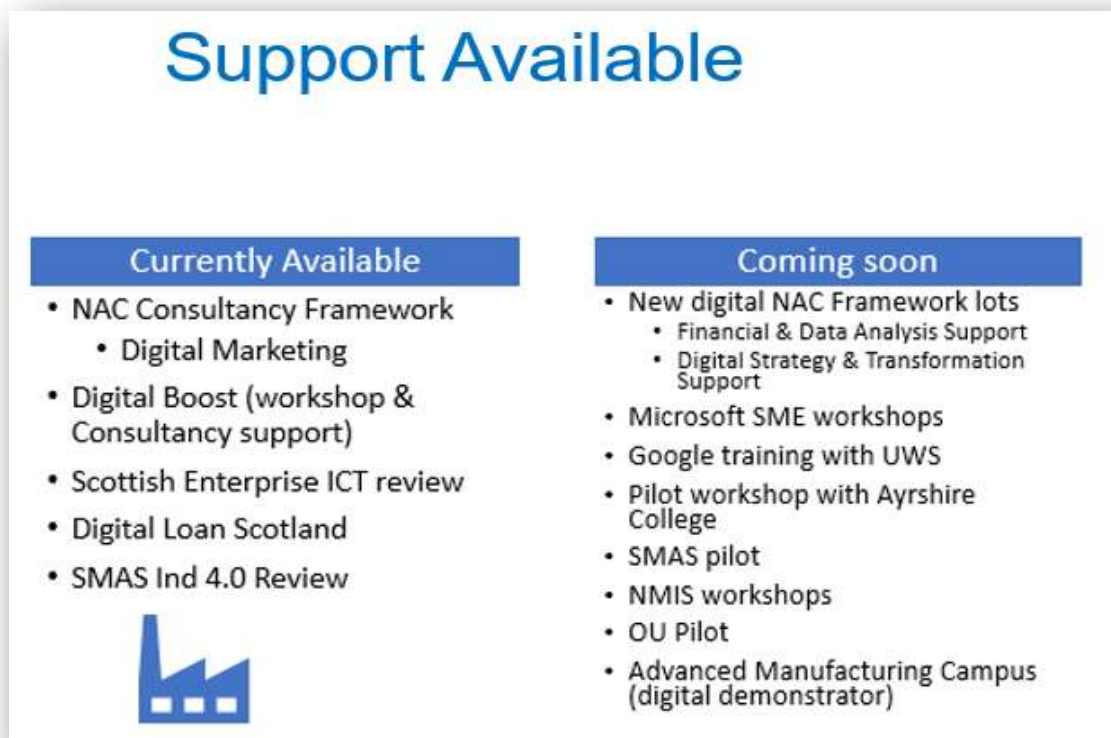 Support Available
Currently Available
• NAC Consultancy Framework
• Digital Marketing
• Digital Boost (workshop &
Consultancy support)
• Scottish Enterprise ICT review
• Digital Loan Scotland
• SMAS Ind 4.0 Review
Coming soon
• New digital NAC Framework lots
• Financial & Data Analysis Support
• Digital Strategy & Transformation
Support
• Microsoft SME workshops
• Google training with UWS
• Pilot workshop with Ayrshire
College
• SMAS pilot
• NMIS workshops
• OU Pilot
• Advanced Manufacturing Campus
(digital demonstrator)